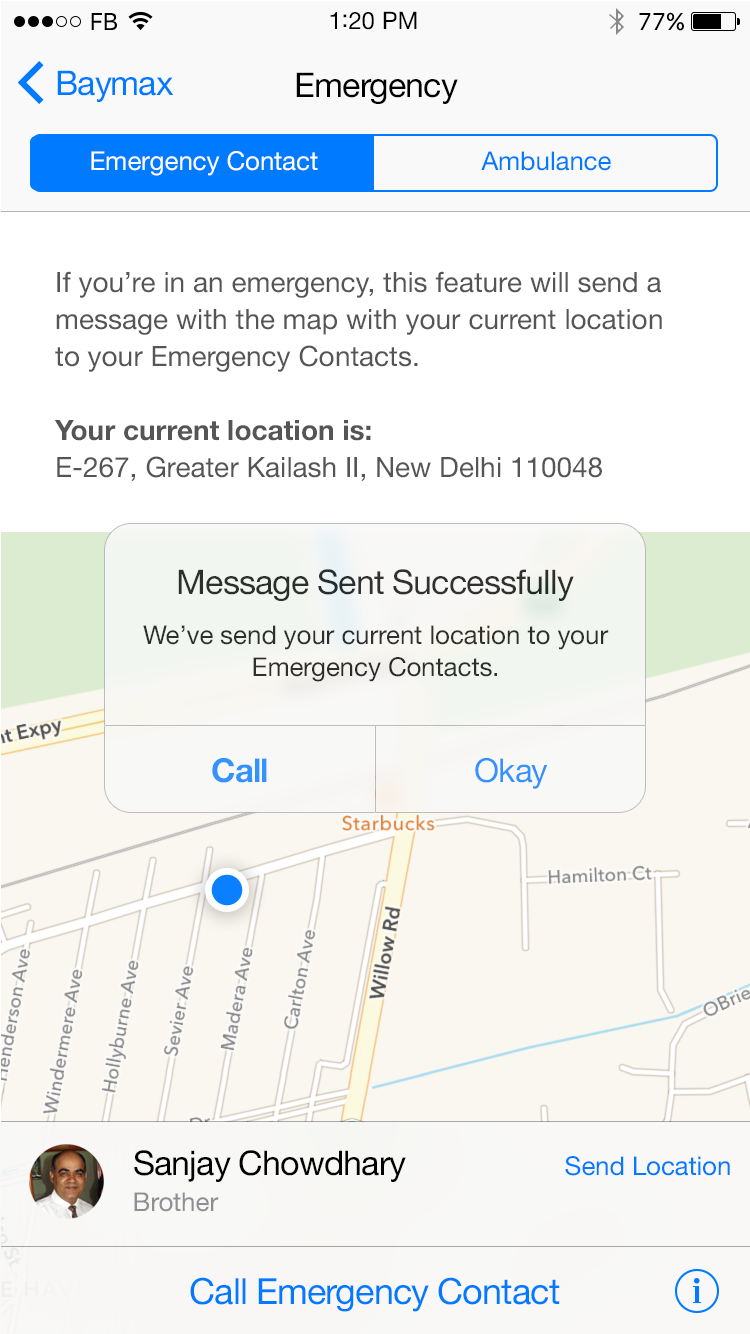 FB 1:20 PM 77%
Baymax Emergency
Emergency Contact Ambulance
If you’re in an emergency, this feature will send a
message with the map with your current location
to your Emergency Contacts.
Your current location is:
E-267, Greater Kailash II, New Delhi 110048
Message Sent Successfully
We’ve send your current location to your
Emergency Contacts.
nt Expy
Call Okay
Starbucks
Hamilton Ct
Willow Rd
Carlton Ave
Madera Ave
Sevier Ave
Hollyburne Ave
Windermere Ave
Henderson Ave
OBrie
Dr
Sanjay Chowdhary
Send Location
Brother
Call Emergency Contact
i